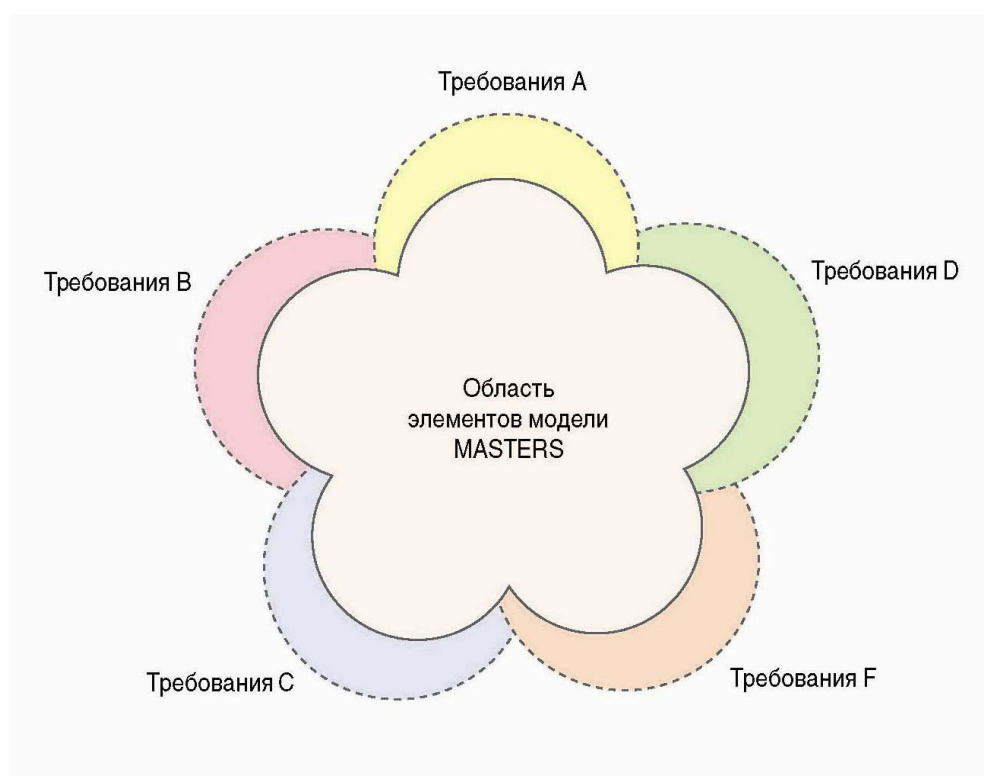 Требования A
Требования B
Требования D
Область
элементов модели
MASTERS
Требования C
Требования F